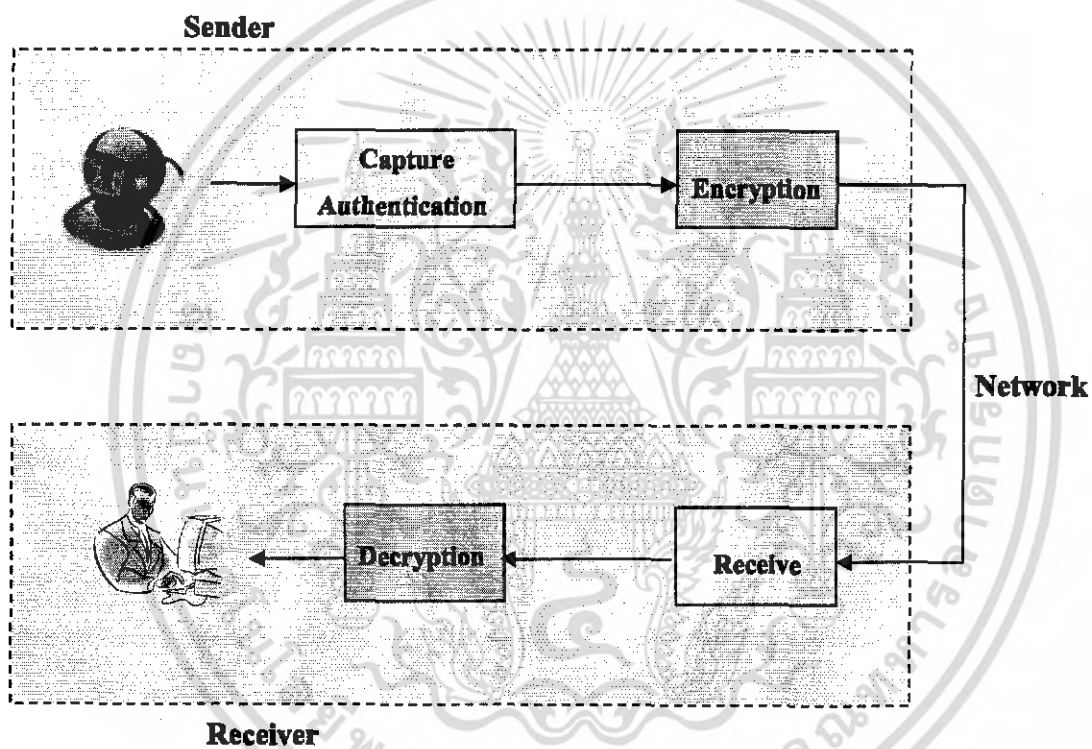 Sender
Capture
Authentication
Encryption
Network
Decryption
Receive
Receiver